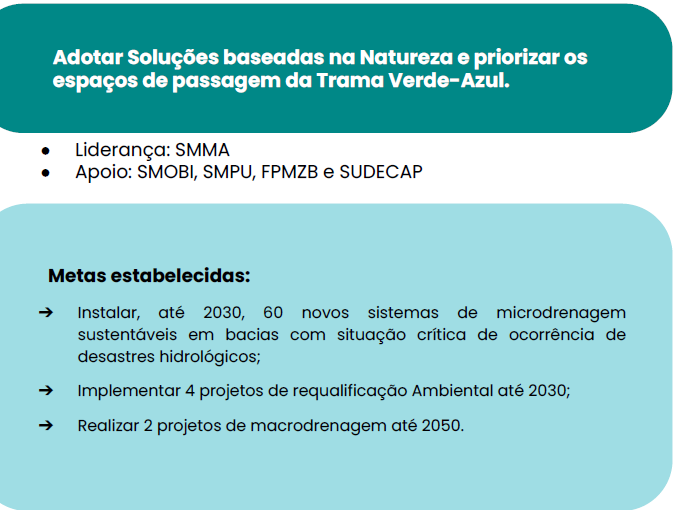 Adotar Soluções baseadas na Natureza e priorizar os
espaços de passagem da Trama Verde-Azul.
● Liderança: SMMA
● Apoio: SMOBI, SMPU, FPMZB e SUDECAP
Metas estabelecidas:
➔ Instalar, até 2030, 60 novos sistemas de microdrenagem
sustentáveis em bacias com situação crítica de ocorrência de
desastres hidrológicos;
➔ Implementar 4 projetos de requalificação Ambiental até 2030;
➔ Realizar 2 projetos de macrodrenagem até 2050.